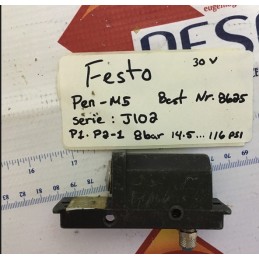 Festo
30 V
Pen-M5 Best Nr. 8625
serie : J102
P1. P2-1 8bar 14.5... 116 PSI